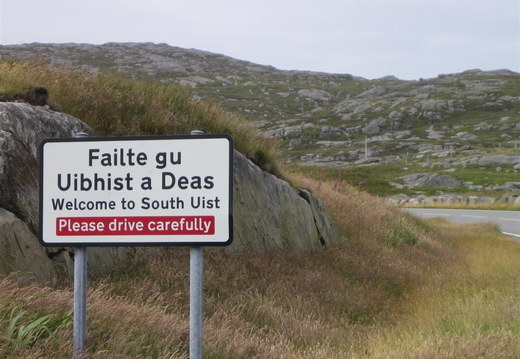 Failte gu
Uibhist a Deas
Welcome to South Uist
Please drive carefully